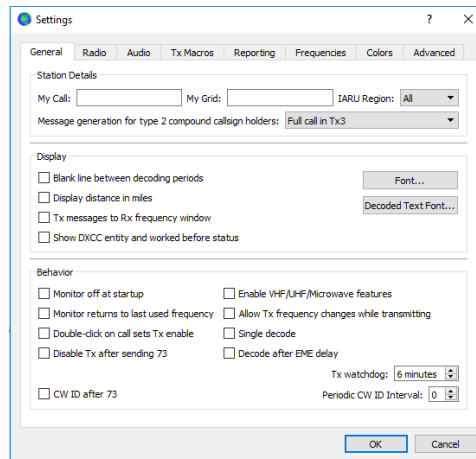 Settings
? X
General Radio Audio Tx Macros Reporting Frequencies Colors Advanced
Station Details
My Call: My Grid: IARU Region: All
Message generation for type 2 compound callsign holders: Full call in Tx3
Display
Blank line between decoding periods
Font...
Display distance in miles
Decoded Text Font...
Tx messages to Rx frequency window
Show DXCC entity and worked before status
Behavior
Monitor off at startup Enable VHF/UHF/Microwave features
Monitor returns to last used frequency Allow Tx frequency changes while transmitting
Double-click on call sets Tx enable Single decode
Disable Tx after sending 73 Decode after EME delay
Tx watchdog: 6 minutes
CW ID after 73 Periodic CW ID Interval: 0
OK Cancel